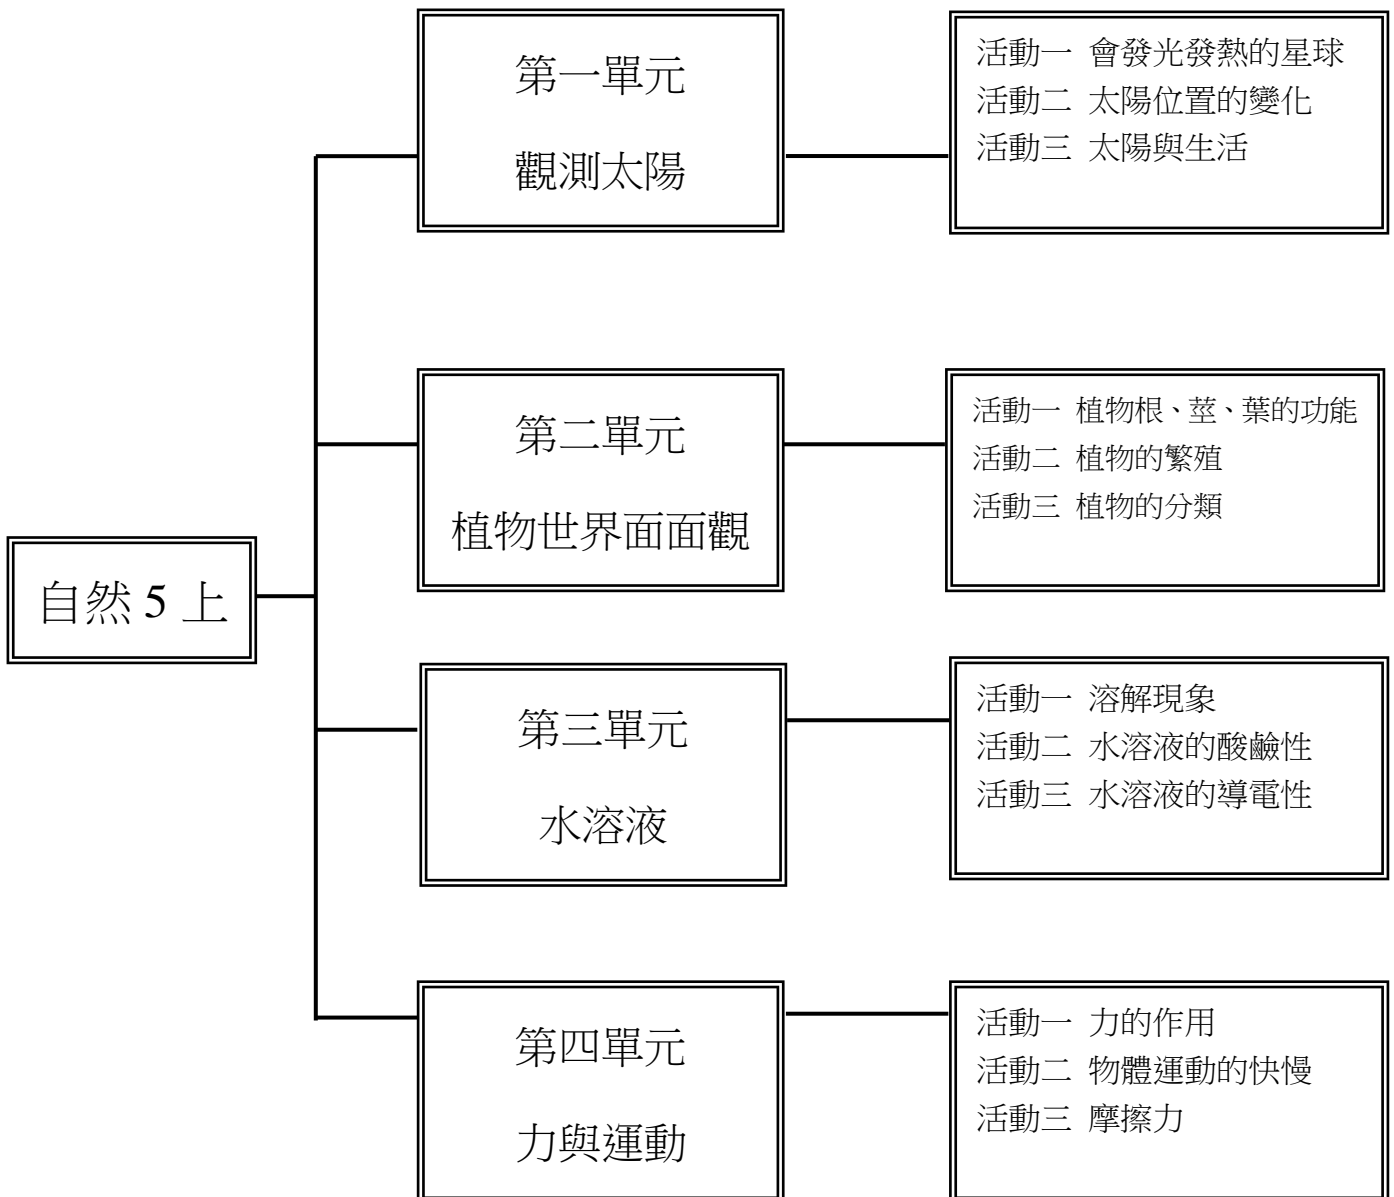 自然 5 上
第一單元
觀測太陽
活動一 會發光發熱的星球
活動二 太陽位置的變化
活動三 太陽與生活
第二單元
植物世界面面觀
活動一 植物根、莖、葉的功能
活動二 植物的繁殖
活動三 植物的分類
第三單元
水溶液
活動一 溶解現象
活動二 水溶液的酸鹼性
活動三 水溶液的導電性
第四單元
力與運動
活動一 力的作用
活動二 物體運動的快慢
活動三 摩擦力